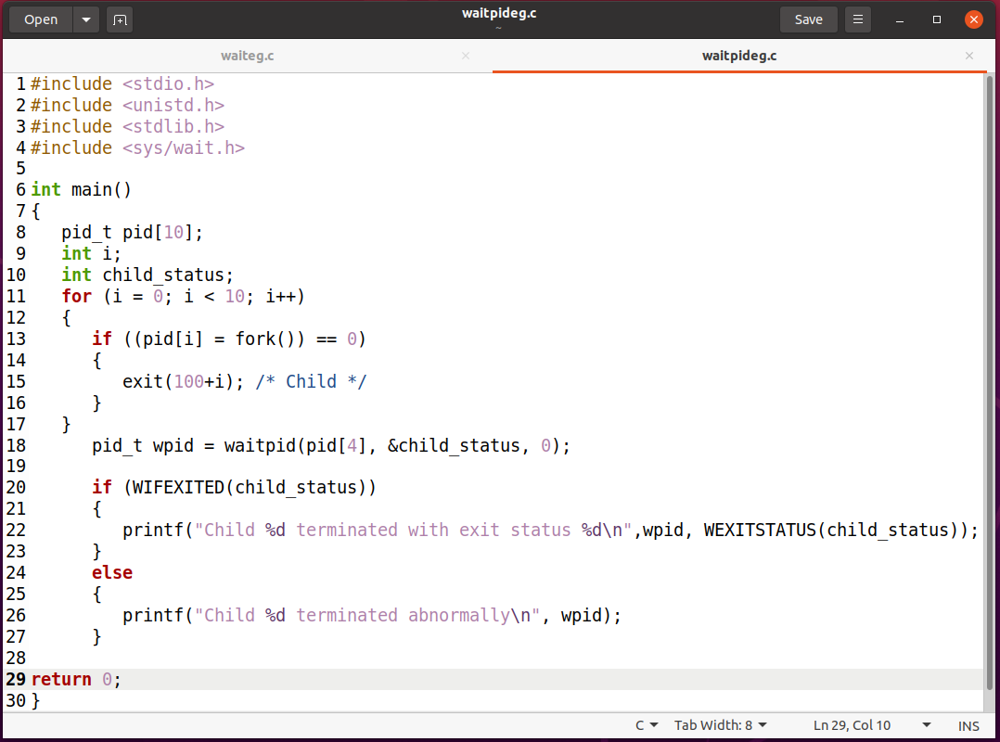 Open
waitpideg.c
~
Save
waiteg.c
waitpideg.c
1 #include <stdio.h>
2 #include <unistd.h>
3 #include <stdlib.h>
4 #include <sys/wait.h>
5
6 int main()
7 {
8    pid_t pid[10];
9    int i;
10    int child_status;
11    for (i = 0; i < 10; i++)
12    {
13       if ((pid[i] = fork()) == 0)
14       {
15          exit(100+i); /* Child */
16       }
17    }
18       pid_t wpid = waitpid(pid[4], &child_status, 0);
19
20       if (WIFEXITED(child_status))
21       {
22          printf("Child %d terminated with exit status %d\n",wpid, WEXITSTATUS(child_status));
23       }
24       else
25       {
26          printf("Child %d terminated abnormally\n", wpid);
27       }
28
29 return 0;
30 }
C Tab Width: 8 Ln 29, Col 10 INS